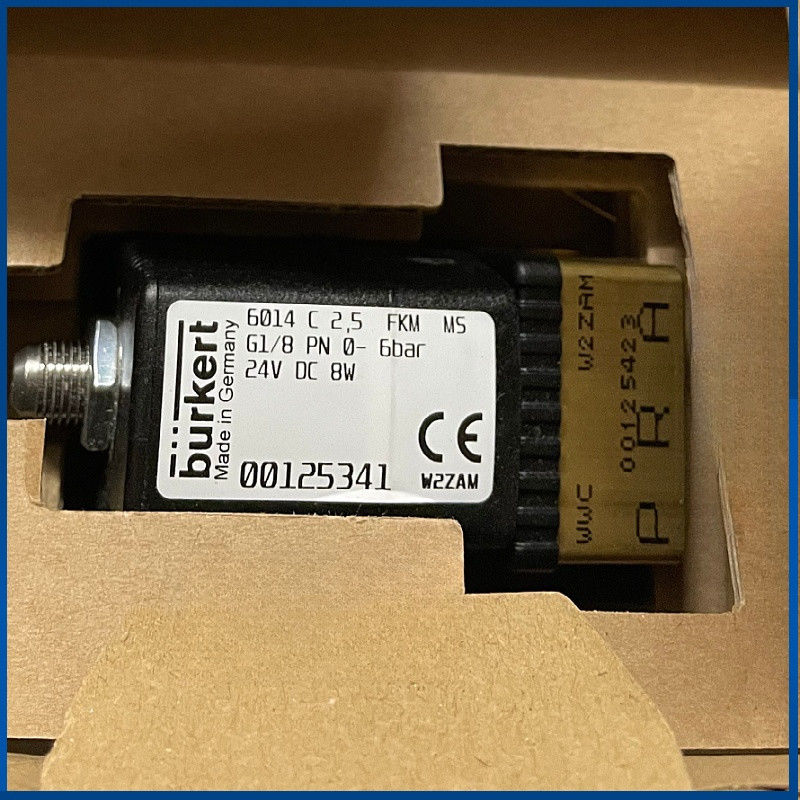 burkert
Made in Germany
6014 C 2,5 FKM MS
G1/8 PN 0- 6bar
24V DC 8W
00125341
CE
W2ZAM
WWC W2ZAM
00125423
P R A